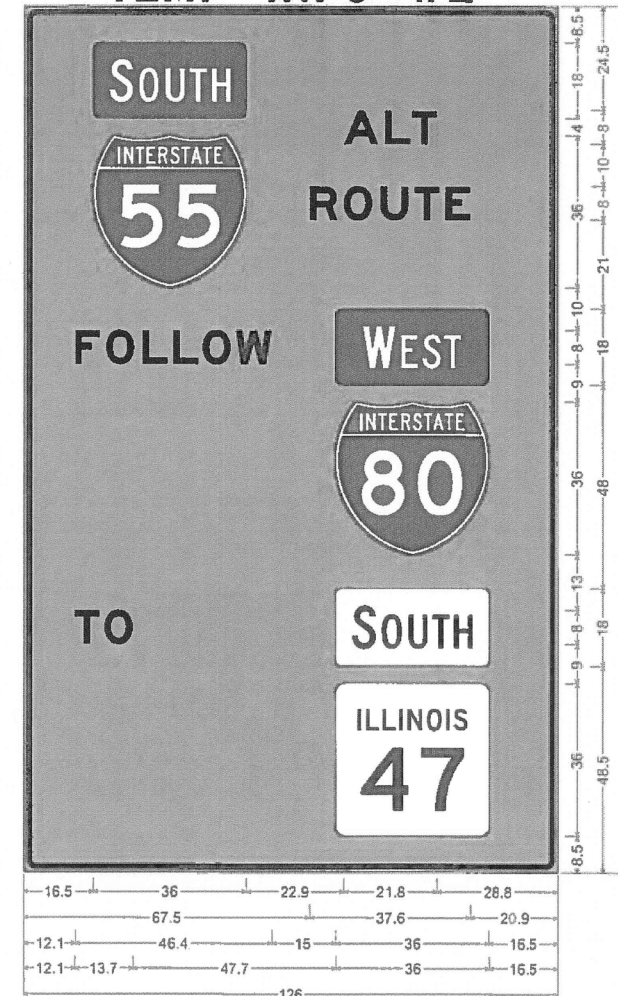 SOUTH
INTERSTATE
55
ALT
ROUTE
FOLLOW
WEST
INTERSTATE
80
TO
SOUTH
ILLINOIS
47
8.5 18 4 36 10 8 9 36 13 8 9 36 8.5
24.5 8 10 8 21 18 48 18 48.5
16.5 36 22.9 21.8 28.8
67.5 37.6 20.9
12.1 46.4 15 36 16.5
12.1 13.7 47.7 36 16.5
126